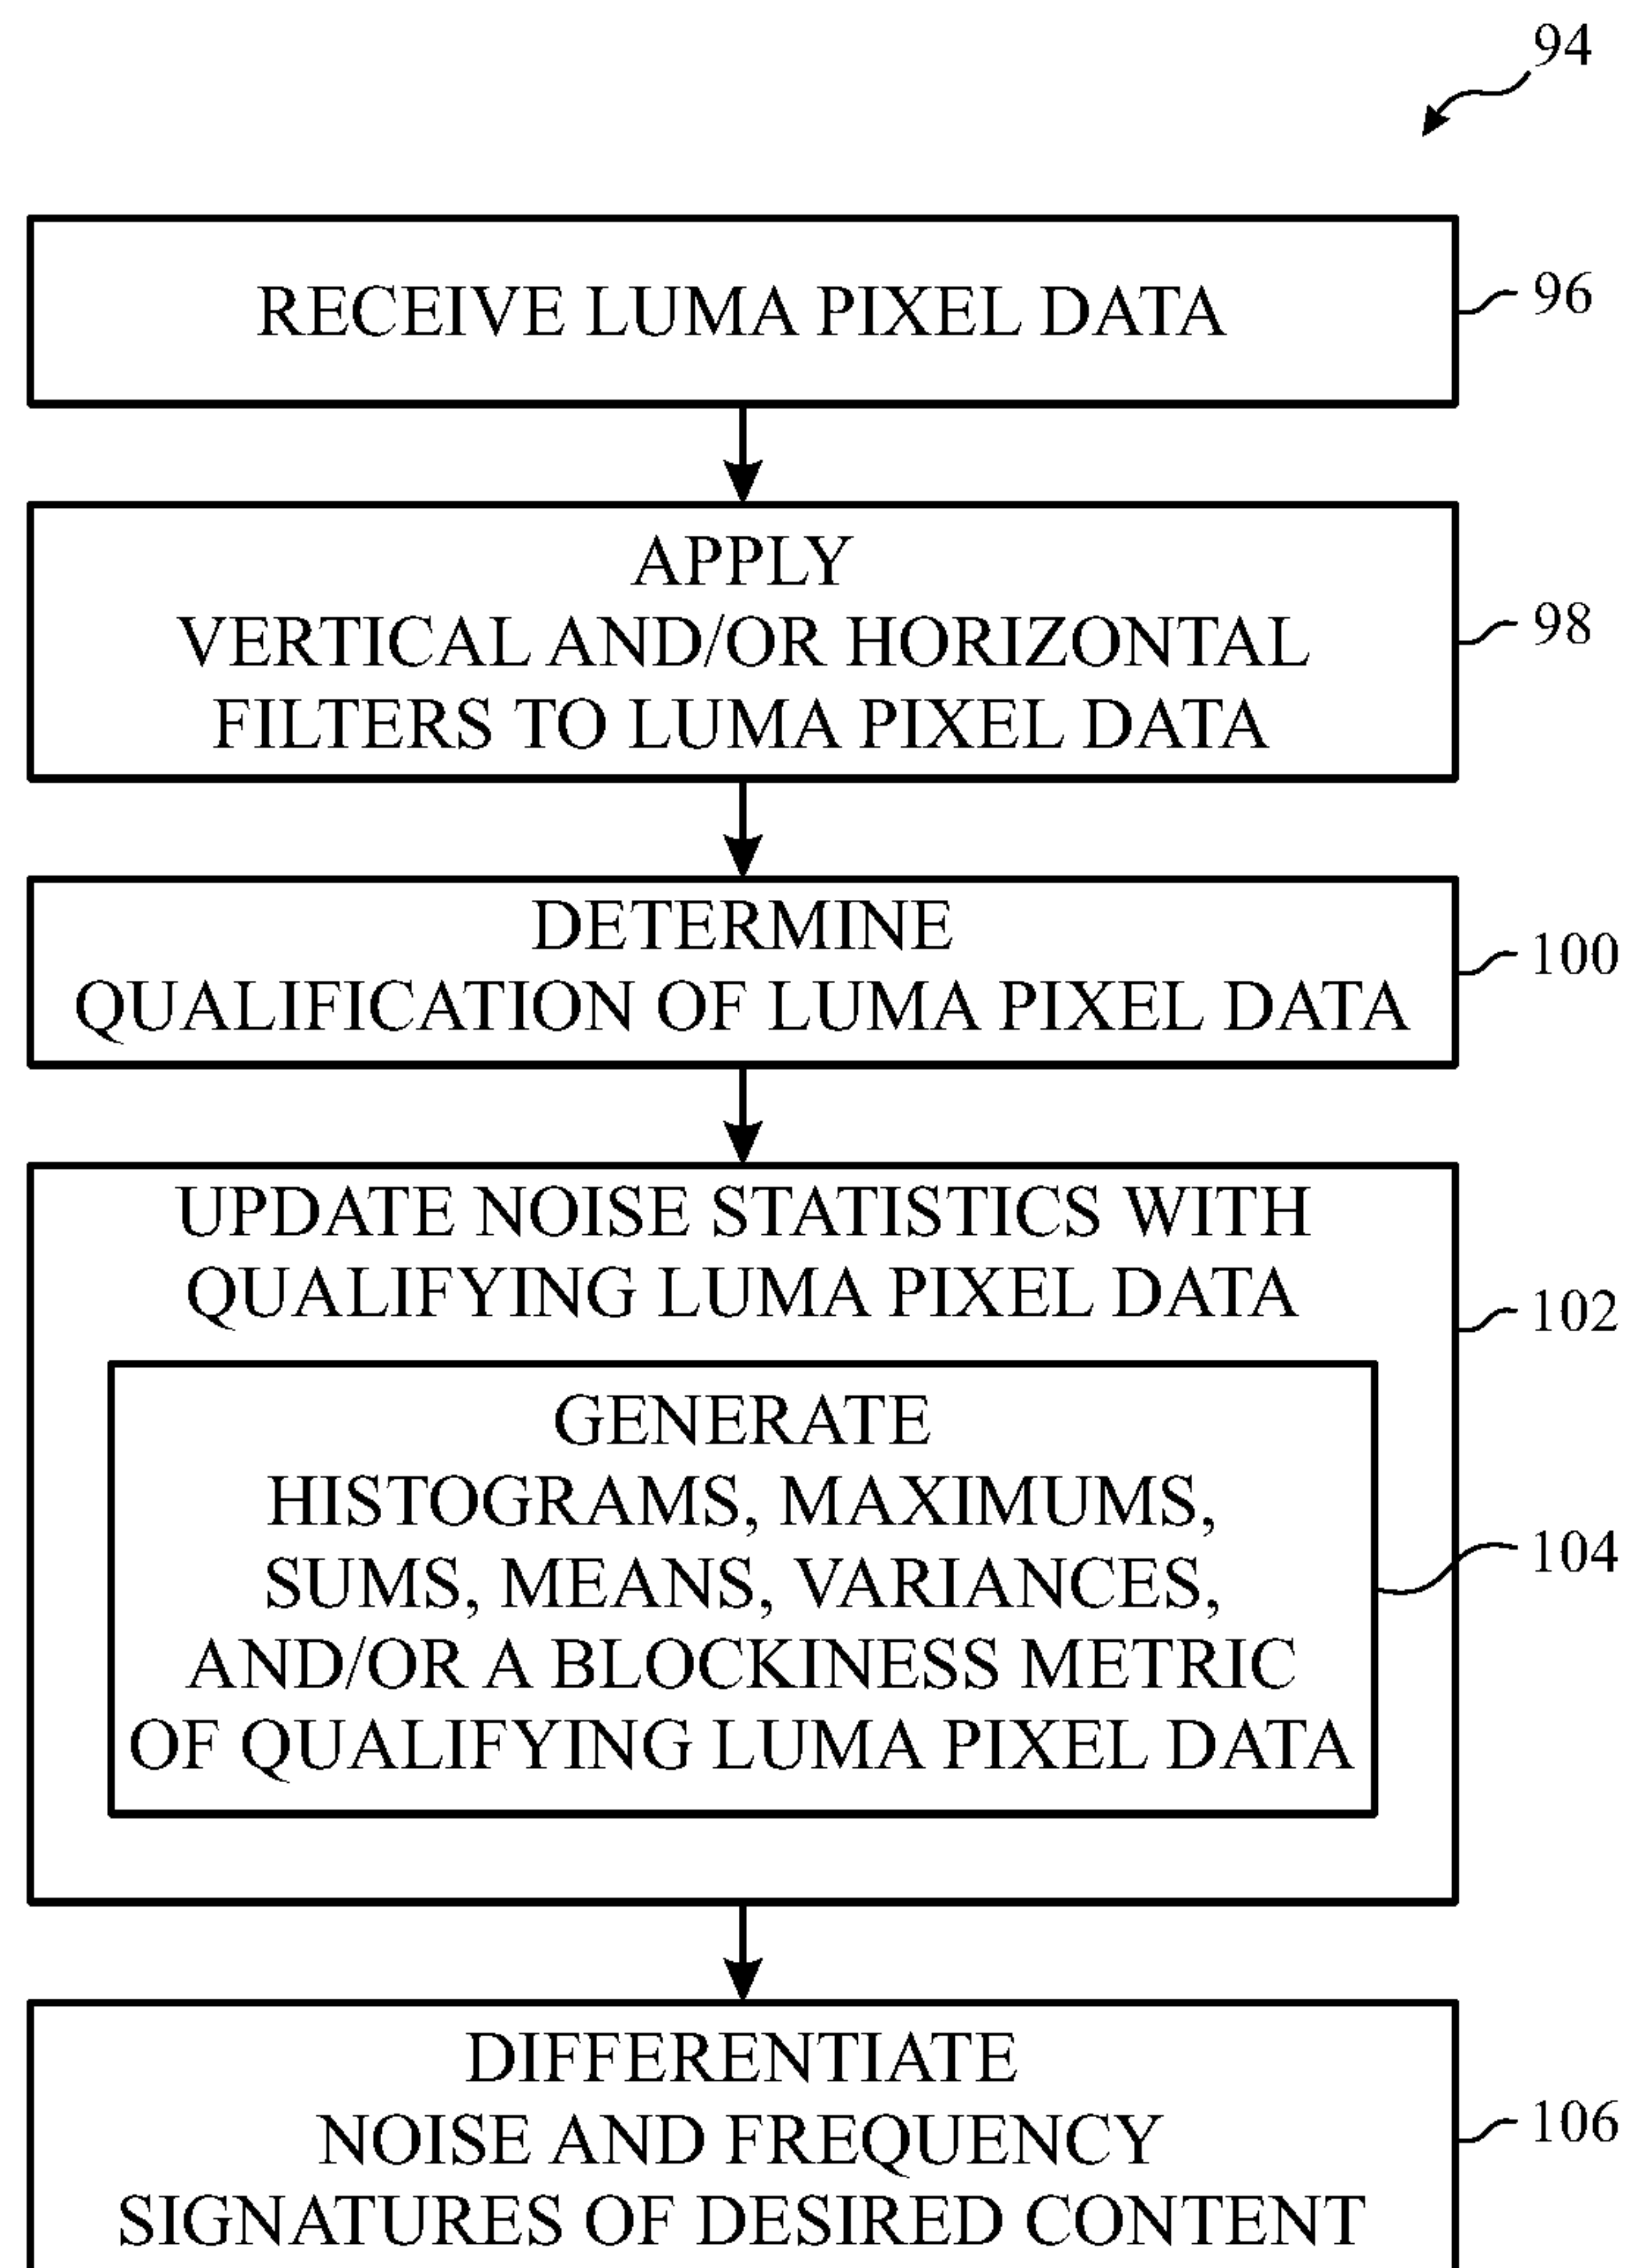 94
RECEIVE LUMA PIXEL DATA
96
APPLY
VERTICAL AND/OR HORIZONTAL
FILTERS TO LUMA PIXEL DATA
98
DETERMINE
QUALIFICATION OF LUMA PIXEL DATA
100
UPDATE NOISE STATISTICS WITH
QUALIFYING LUMA PIXEL DATA
102
GENERATE
HISTOGRAMS, MAXIMUMS,
SUMS, MEANS, VARIANCES,
AND/OR A BLOCKINESS METRIC
OF QUALIFYING LUMA PIXEL DATA
104
DIFFERENTIATE
NOISE AND FREQUENCY
SIGNATURES OF DESIRED CONTENT
106